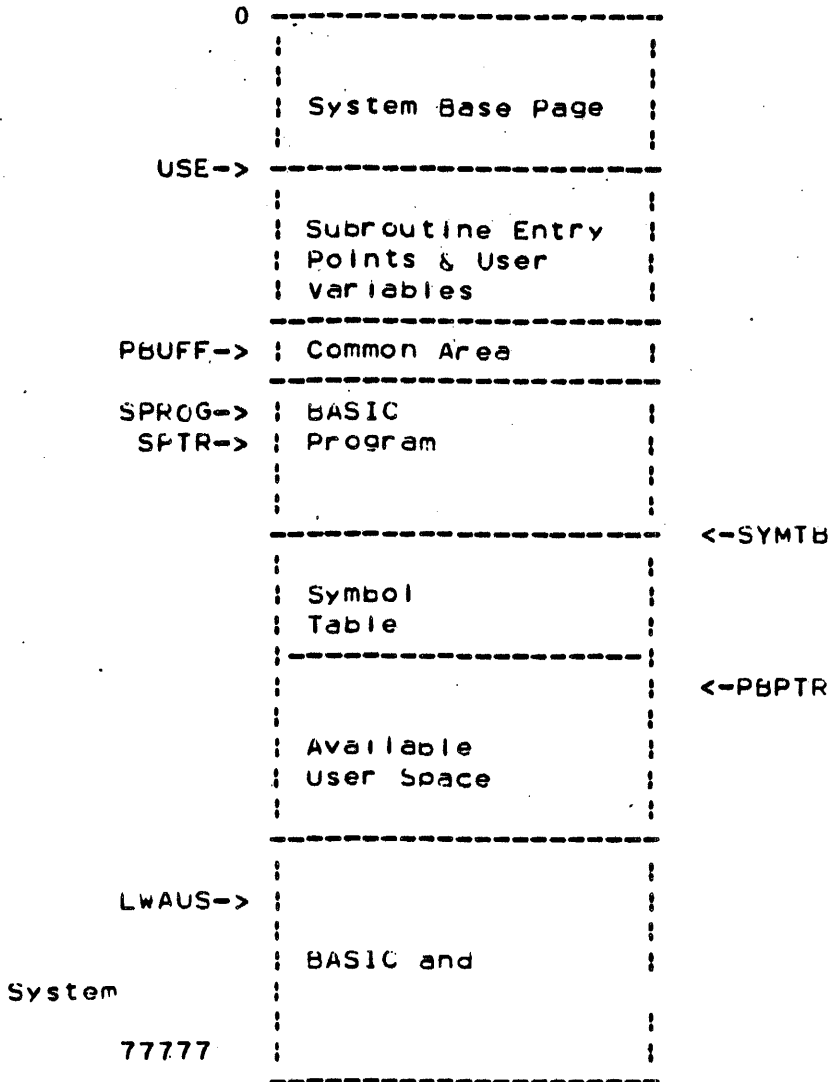 0 --------------------
System Base Page
USE-> --------------------
Subroutine Entry
Points & User
Variables
--------------------
PBUFF-> | Common Area |
--------------------
SPROG-> | BASIC |
SPTR-> | Program |
-------------------- <-SYMTB
Symbol
Table
--------------------
<-PBPTR
Available
User Space
--------------------
LWAUS->
BASIC and
System
77777